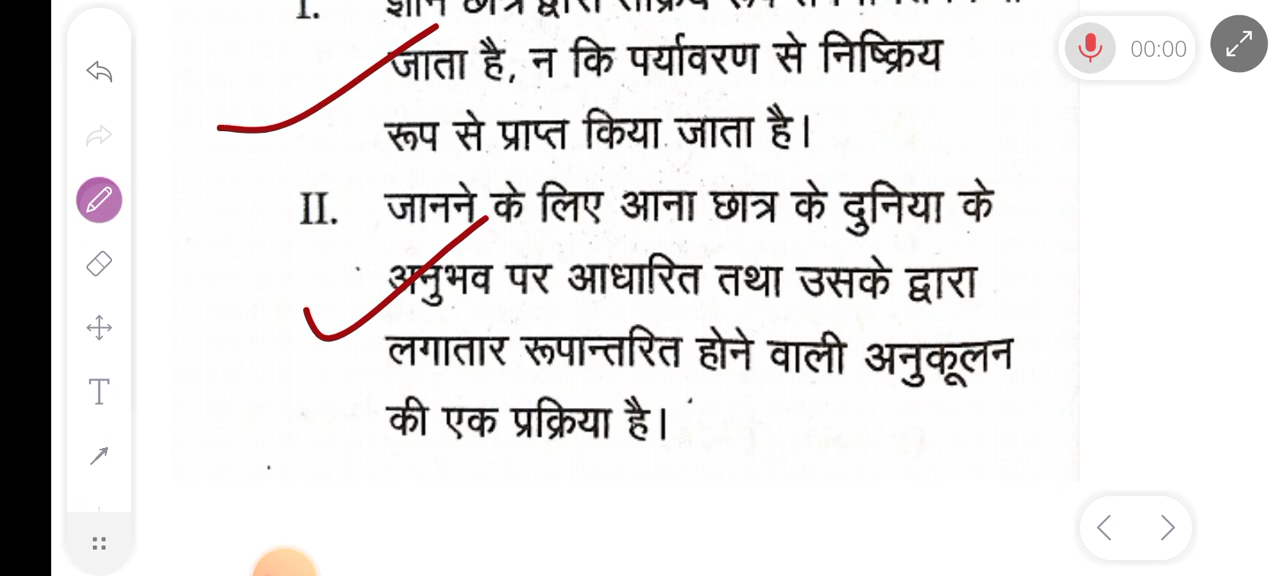 I. ज्ञान छात्र द्वारा सक्रिय रूप से
जाता है, न कि पर्यावरण से निष्क्रिय
रूप से प्राप्त किया जाता है।
II. जानने के लिए आना छात्र के दुनिया के
अनुभव पर आधारित तथा उसके द्वारा
लगातार रूपान्तरित होने वाली अनुकूलन
की एक प्रक्रिया है।
00:00
T